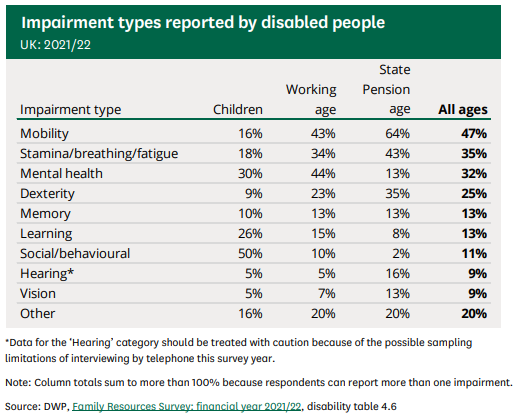 Impairment types reported by disabled people
UK: 2021/22
State
Working Pension
Impairment type Children age age All ages
Mobility 16% 43% 64% 47%
Stamina/breathing/fatigue 18% 34% 43% 35%
Mental health 30% 44% 13% 32%
Dexterity 9% 23% 35% 25%
Memory 10% 13% 13% 13%
Learning 26% 15% 8% 13%
Social/behavioural 50% 10% 2% 11%
Hearing* 5% 5% 16% 9%
Vision 5% 7% 13% 9%
Other 16% 20% 20% 20%
*Data for the 'Hearing' category should be treated with caution because of the possible sampling
limitations of interviewing by telephone this survey year.
Note: Column totals sum to more than 100% because respondents can report more than one impairment.
Source: DWP, Family Resources Survey: financial year 2021/22, disability table 4.6